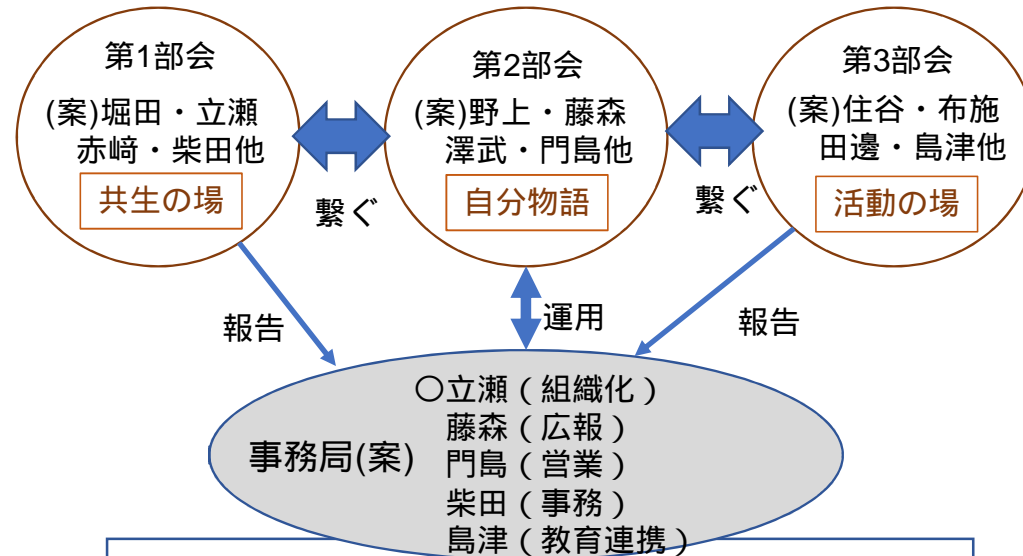 第1部会
(案)堀田・立瀬
赤﨑・柴田他
共生の場
繋ぐ
第2部会
(案)野上・藤森
澤武・門島他
自分物語
繋ぐ
第3部会
(案)住谷・布施
田邊・島津他
活動の場
報告
運用
報告
事務局(案)
〇立瀬（組織化）
藤森（広報）
門島（営業）
柴田（事務）
島津（教育連携）